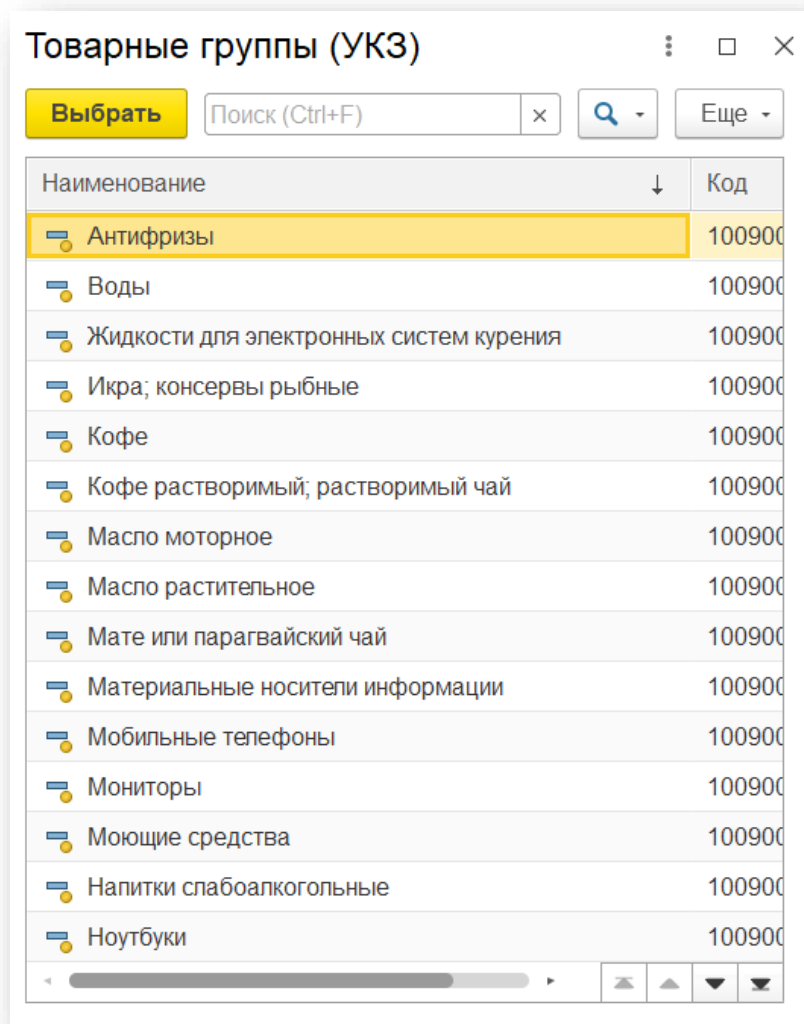 Товарные группы (УКЗ)
Выбрать Поиск (Ctrl+F) Еще
Наименование Код
Антифризы 100900
Воды 100900
Жидкости для электронных систем курения 100900
Икра; консервы рыбные 100900
Кофе 100900
Кофе растворимый; растворимый чай 100900
Масло моторное 100900
Масло растительное 100900
Мате или парагвайский чай 100900
Материальные носители информации 100900
Мобильные телефоны 100900
Мониторы 100900
Моющие средства 100900
Напитки слабоалкогольные 100900
Ноутбуки 100900